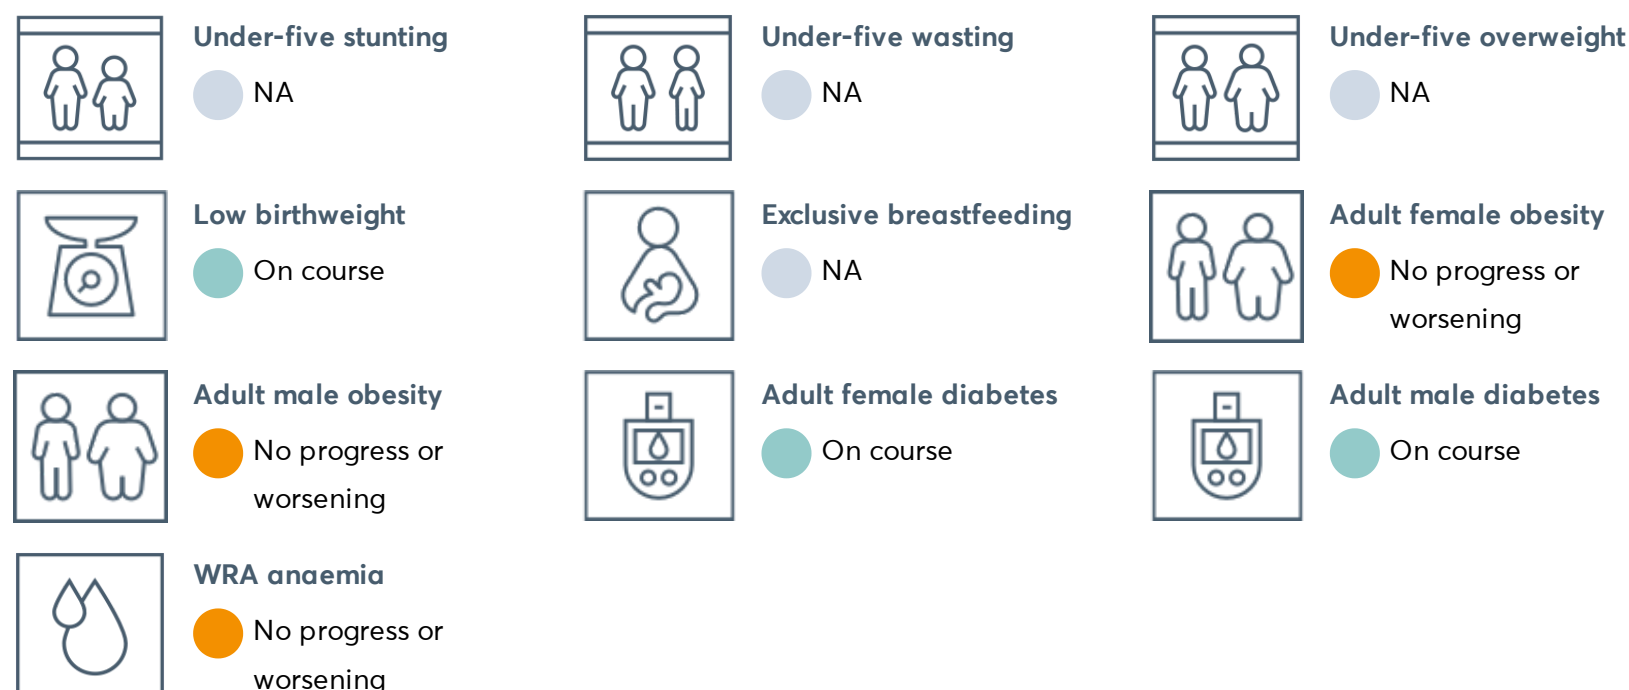 Under-five stunting
NA
Under-five wasting
NA
Under-five overweight
NA
Low birthweight
On course
Exclusive breastfeeding
NA
Adult female obesity
No progress or
worsening
Adult male obesity
No progress or
worsening
Adult female diabetes
On course
Adult male diabetes
On course
WRA anaemia
No progress or
worsening